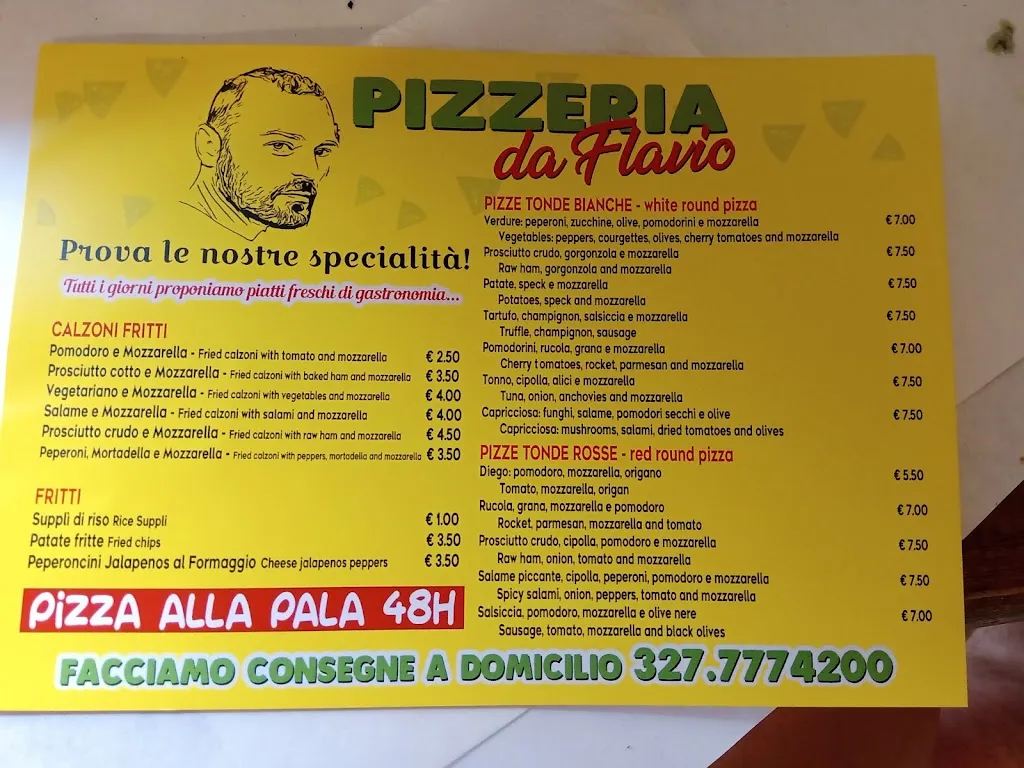 PIZZERIA
da Flavio
Prova le nostre specialità!
Tutti i giorni proponiamo piatti freschi di gastronomia...
CALZONI FRITTI
Pomodoro e Mozzarella - Fried calzoni with tomato and mozzarella € 2.50
Prosciutto cotto e Mozzarella - Fried calzoni with baked ham and mozzarella € 3.50
Vegetariano e Mozzarella - Fried calzoni with vegetables and mozzarella € 4.00
Salame e Mozzarella - Fried calzoni with salami and mozzarella € 4.00
Prosciutto crudo e Mozzarella - Fried calzoni with raw ham and mozzarella € 4.50
Peperoni, Mortadella e Mozzarella - Fried calzoni with peppers, mortadella and mozzarella € 3.50
FRITTI
Supplì di riso Rice Suppli € 1.00
Patate fritte Fried chips € 3.50
Peperoncini Jalapenos al Formaggio Cheese jalapenos peppers € 3.50
PIZZA ALLA PALA 48H
PIZZE TONDE BIANCHE - white round pizza
Verdure: peperoni, zucchine, olive, pomodorini e mozzarella € 7.00
Vegetables: peppers, courgettes, olives, cherry tomatoes and mozzarella
Prosciutto crudo, gorgonzola e mozzarella € 7.50
Raw ham, gorgonzola and mozzarella
Patate, speck e mozzarella € 7.50
Potatoes, speck and mozzarella
Tartufo, champignon, salsiccia e mozzarella € 7.50
Truffle, champignon, sausage
Pomodorini, rucola, grana e mozzarella € 7.00
Cherry tomatoes, rocket, parmesan and mozzarella
Tonno, cipolla, alici e mozzarella € 7.50
Tuna, onion, anchovies and mozzarella
Capricciosa: funghi, salame, pomodori secchi e olive € 7.50
Capricciosa: mushrooms, salami, dried tomatoes and olives
PIZZE TONDE ROSSE - red round pizza
Diego: pomodoro, mozzarella, origano € 5.50
Tomato, mozzarella, origan
Rucola, grana, mozzarella e pomodoro € 7.00
Rocket, parmesan, mozzarella and tomato
Prosciutto crudo, cipolla, pomodoro e mozzarella € 7.50
Raw ham, onion, tomato and mozzarella
Salame piccante, cipolla, peperoni, pomodoro e mozzarella € 7.50
Spicy salami, onion, peppers, tomato and mozzarella
Salsiccia, pomodoro, mozzarella e olive nere € 7.00
Sausage, tomato, mozzarella and black olives
FACCIAMO CONSEGNE A DOMICILIO 327.7774200